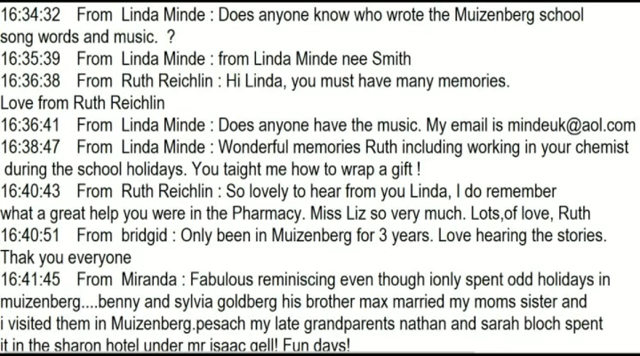 16:34:32 From Linda Minde : Does anyone know who wrote the Muizenberg school
song words and music. ?
16:35:39 From Linda Minde : from Linda Minde nee Smith
16:36:38 From Ruth Reichlin : Hi Linda, you must have many memories.
Love from Ruth Reichlin
16:36:41 From Linda Minde : Does anyone have the music. My email is mindeuk@aol.com
16:38:47 From Linda Minde : Wonderful memories Ruth including working in your chemist
during the school holidays. You taight me how to wrap a gift !
16:40:43 From Ruth Reichlin : So lovely to hear from you Linda, I do remember
what a great help you were in the Pharmacy. Miss Liz so very much. Lots,of love, Ruth
16:40:51 From bridgid : Only been in Muizenberg for 3 years. Love hearing the stories.
Thak you everyone
16:41:45 From Miranda : Fabulous reminiscing even though ionly spent odd holidays in
muizenberg....benny and sylvia goldberg his brother max married my moms sister and
i visited them in Muizenberg.pesach my late grandparents nathan and sarah bloch spent
it in the sharon hotel under mr isaac gell! Fun days!